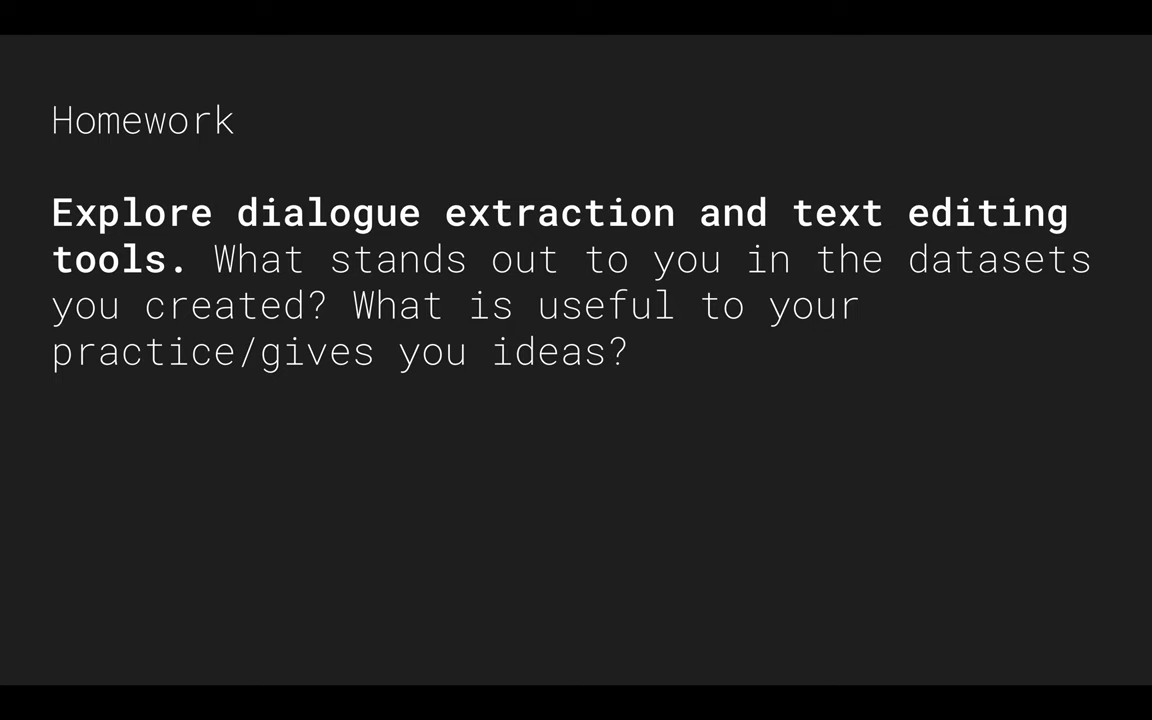 Homework
Explore dialogue extraction and text editing
tools. What stands out to you in the datasets
you created? What is useful to your
practice/gives you ideas?